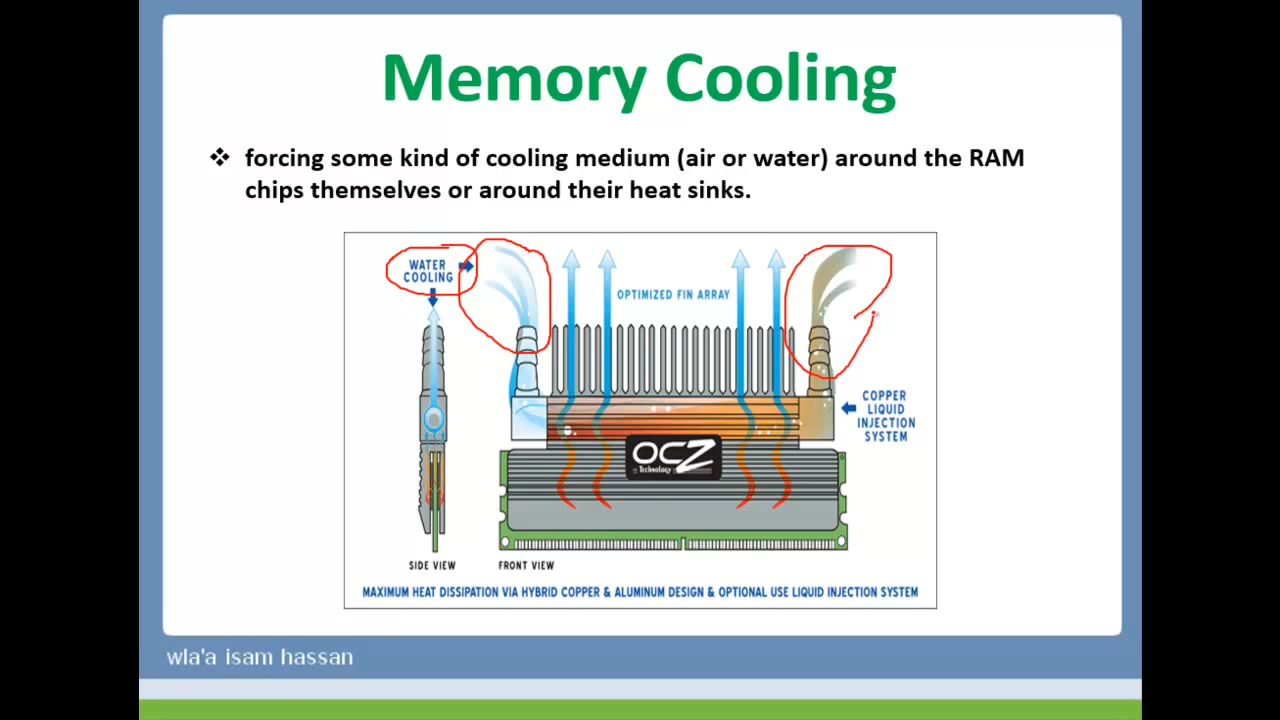 Memory Cooling
❖ forcing some kind of cooling medium (air or water) around the RAM
chips themselves or around their heat sinks.
WATER
COOLING
OPTIMIZED FIN ARRAY
COPPER
LIQUID
INJECTION
SYSTEM
OCZ
Technology
SIDE VIEW
FRONT VIEW
MAXIMUM HEAT DISSIPATION VIA HYBRID COPPER & ALUMINUM DESIGN & OPTIONAL USE LIQUID INJECTION SYSTEM
wla'a isam hassan